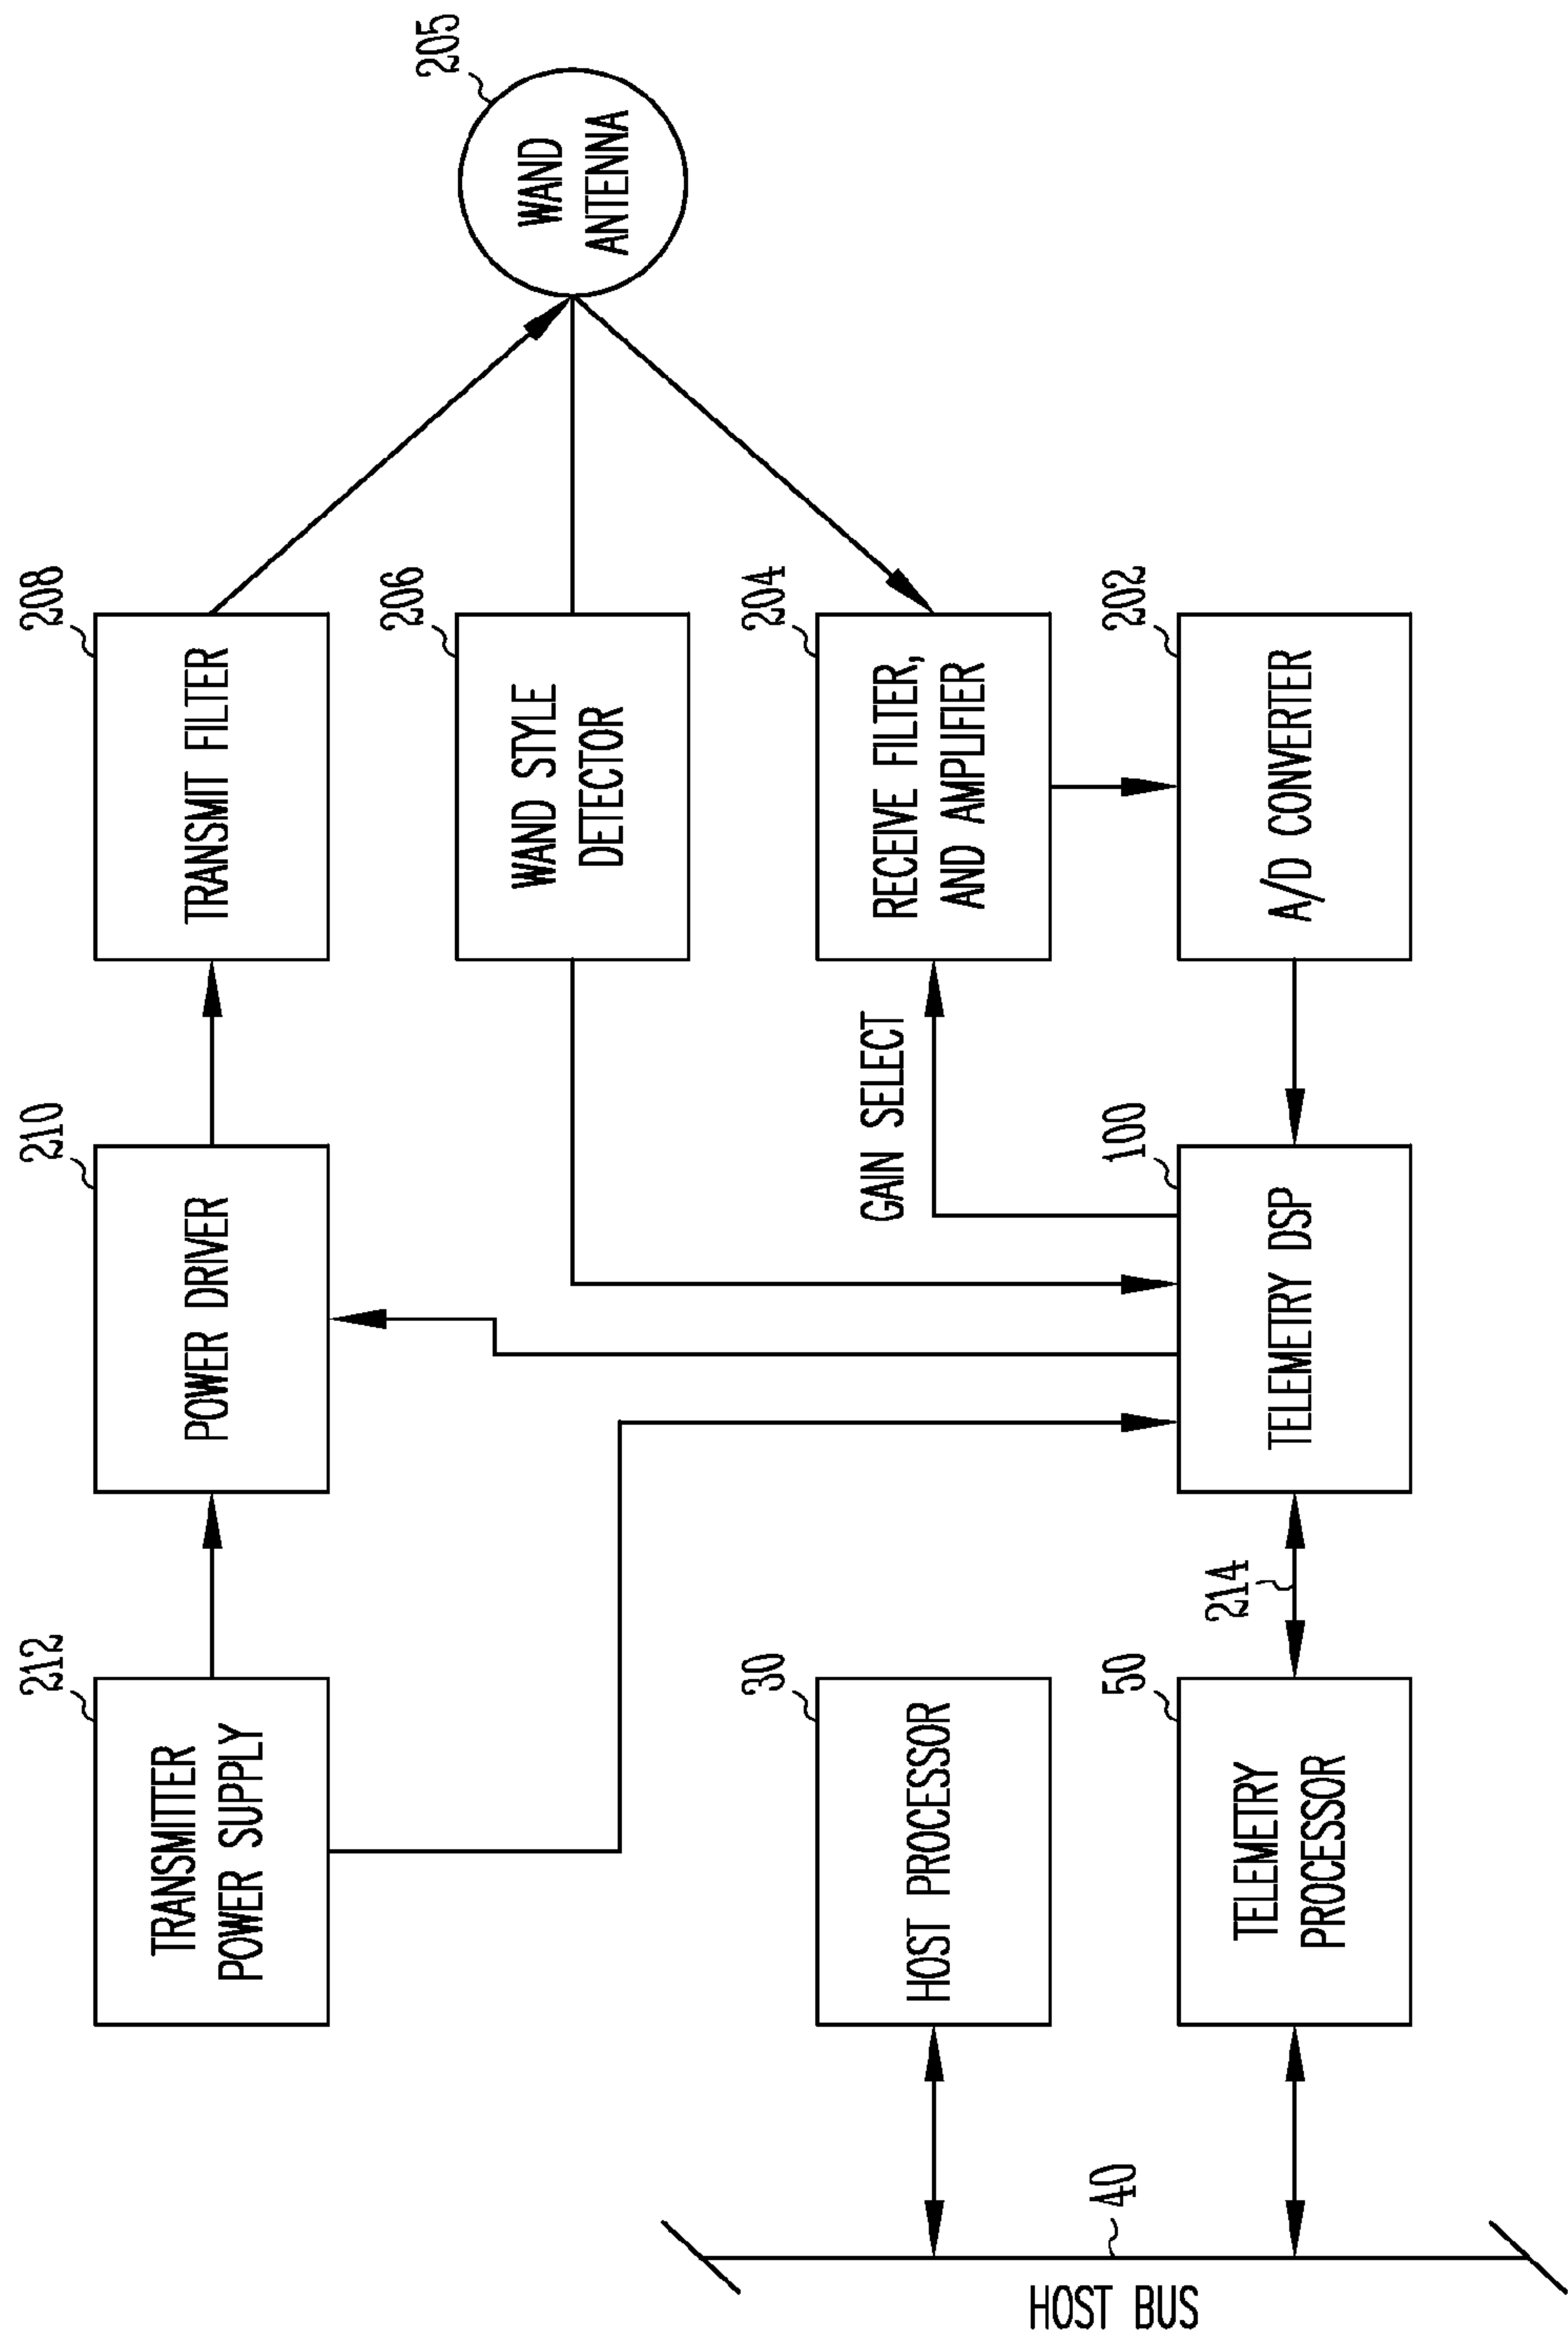 212
TRANSMITTER
POWER SUPPLY
210
POWER DRIVER
208
TRANSMIT FILTER
206
WAND STYLE
DETECTOR
205
WAND
ANTENNA
30
HOST PROCESSOR
GAIN SELECT
204
RECEIVE FILTER,
AND AMPLIFIER
40
HOST BUS
50
TELEMETRY
PROCESSOR
214
100
TELEMETRY DSP
202
A/D CONVERTER